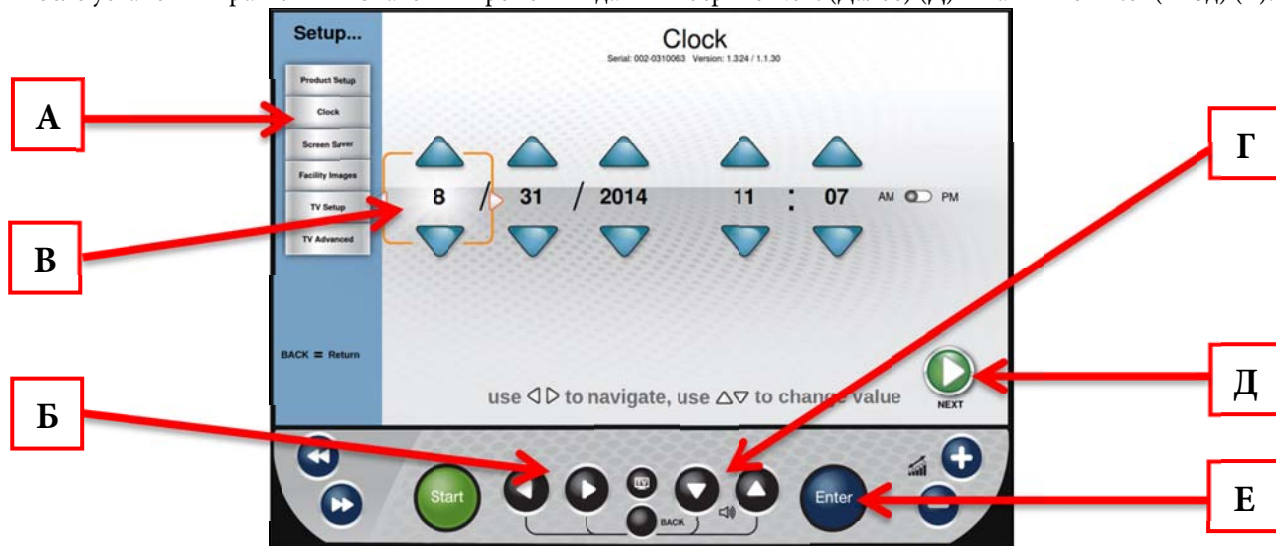 Setup...
Clock
Serial: 002-0310063 Version: 1.324 / 1.1.30
Product Setup
Clock
Screen Saver
Facility Images
TV Setup
TV Advanced
А
В
Б
Г
Д
Е
8 / 31 / 2014 11 : 07 AM PM
BACK = Return
use ◁ ▷ to navigate, use △▽ to change value
NEXT
Start
TV
BACK
Enter